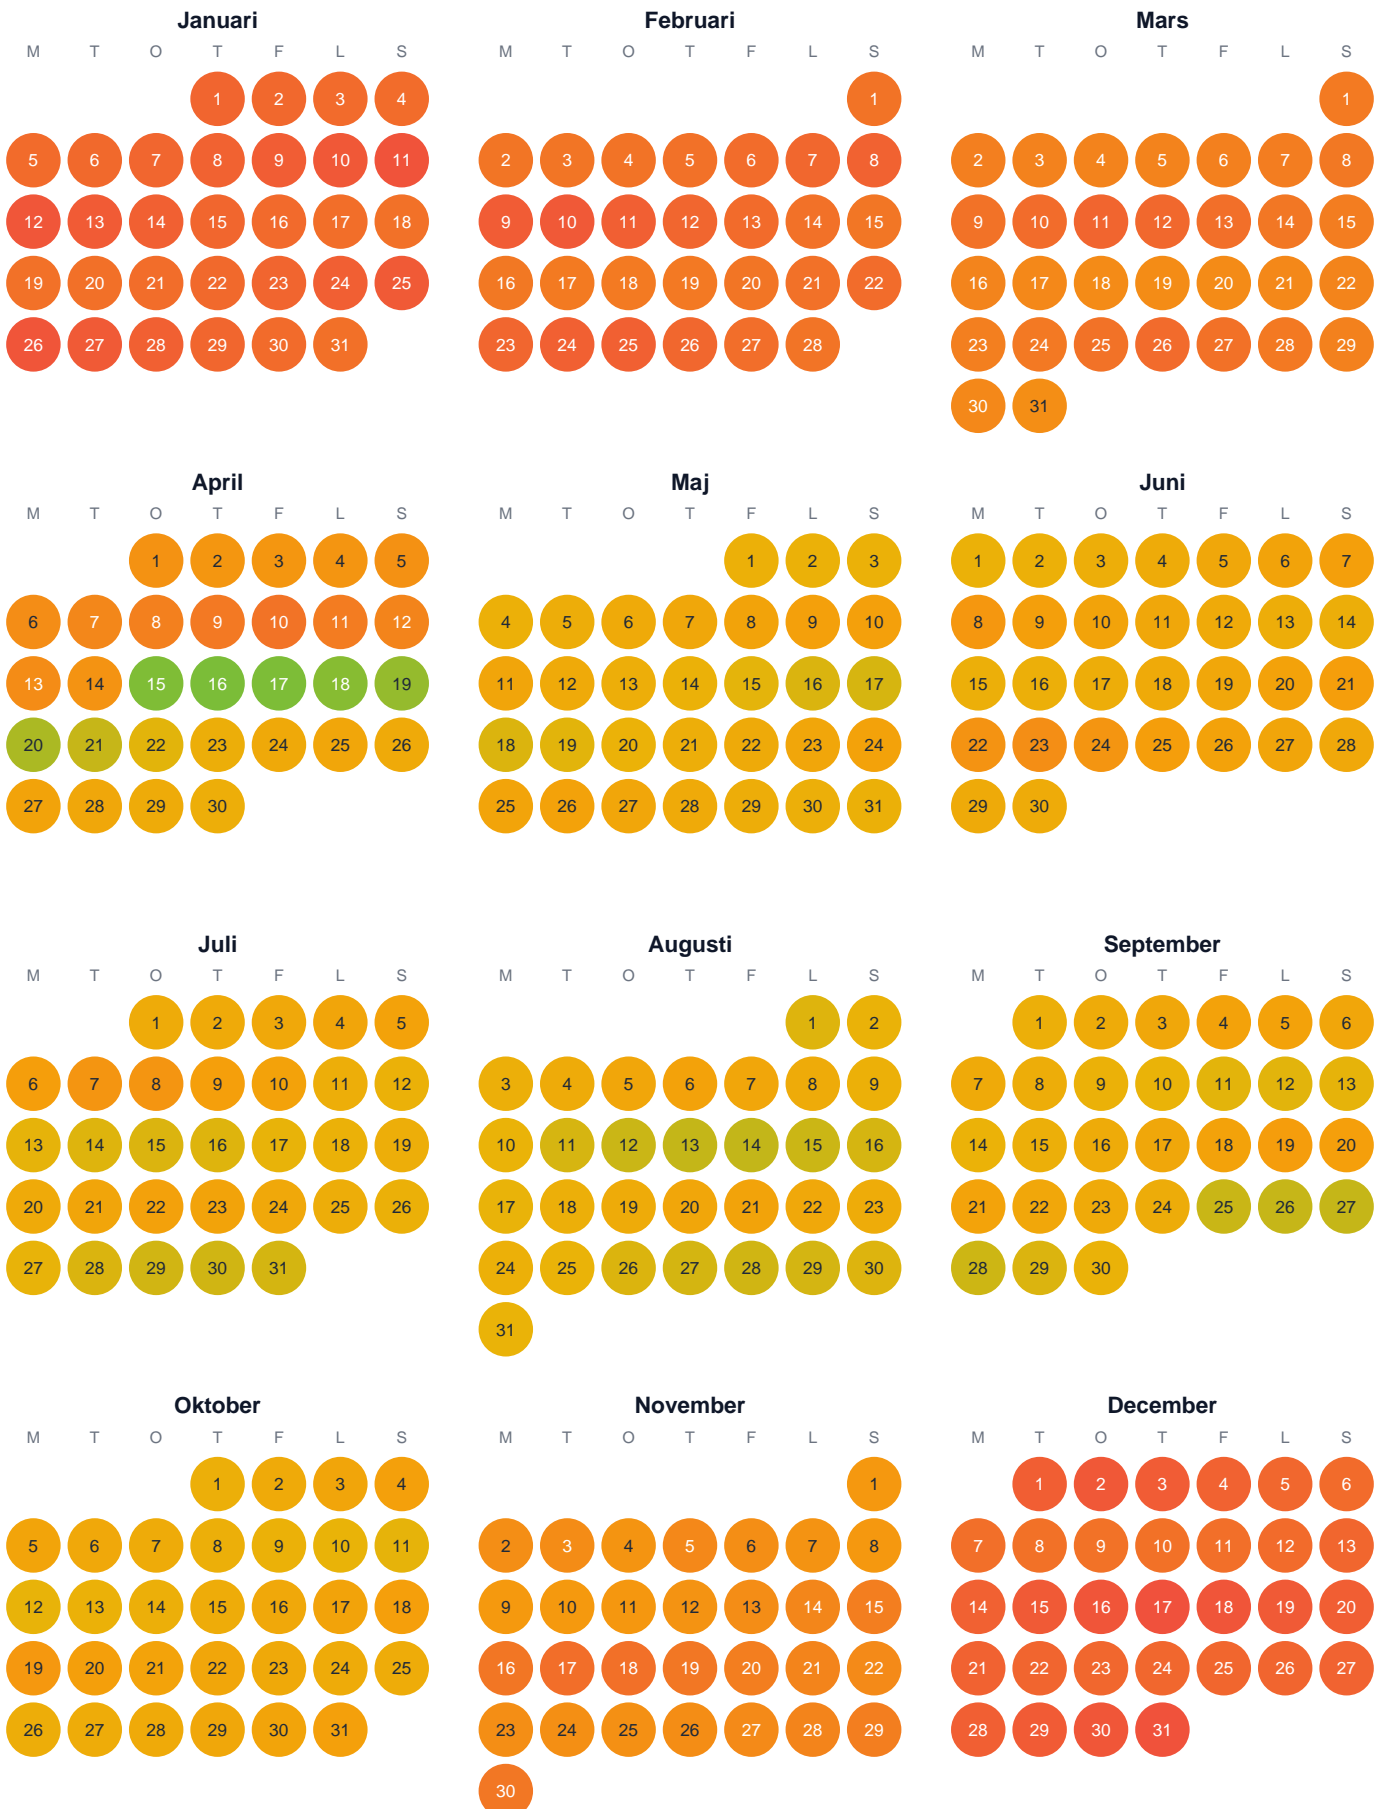 Januari Februari Mars
M T O T F L S M T O T F L S M T O T F L S
1 2 3 4 1 1
5 6 7 8 9 10 11 2 3 4 5 6 7 8 2 3 4 5 6 7 8
12 13 14 15 16 17 18 9 10 11 12 13 14 15 9 10 11 12 13 14 15
19 20 21 22 23 24 25 16 17 18 19 20 21 22 16 17 18 19 20 21 22
26 27 28 29 30 31 23 24 25 26 27 28 23 24 25 26 27 28 29
30 31
April Maj Juni
M T O T F L S M T O T F L S M T O T F L S
1 2 3 4 5 1 2 3 1 2 3 4 5 6 7
6 7 8 9 10 11 12 4 5 6 7 8 9 10 8 9 10 11 12 13 14
13 14 15 16 17 18 19 11 12 13 14 15 16 17 15 16 17 18 19 20 21
20 21 22 23 24 25 26 18 19 20 21 22 23 24 22 23 24 25 26 27 28
27 28 29 30 25 26 27 28 29 30 31 29 30
Juli Augusti September
M T O T F L S M T O T F L S M T O T F L S
1 2 3 4 5 1 2 1 2 3 4 5 6
6 7 8 9 10 11 12 3 4 5 6 7 8 9 7 8 9 10 11 12 13
13 14 15 16 17 18 19 10 11 12 13 14 15 16 14 15 16 17 18 19 20
20 21 22 23 24 25 26 17 18 19 20 21 22 23 21 22 23 24 25 26 27
27 28 29 30 31 24 25 26 27 28 29 30 28 29 30
31
Oktober November December
M T O T F L S M T O T F L S M T O T F L S
1 2 3 4 1 1 2 3 4 5 6
5 6 7 8 9 10 11 2 3 4 5 6 7 8 7 8 9 10 11 12 13
12 13 14 15 16 17 18 9 10 11 12 13 14 15 14 15 16 17 18 19 20
19 20 21 22 23 24 25 16 17 18 19 20 21 22 21 22 23 24 25 26 27
26 27 28 29 30 31 23 24 25 26 27 28 29 28 29 30 31
30